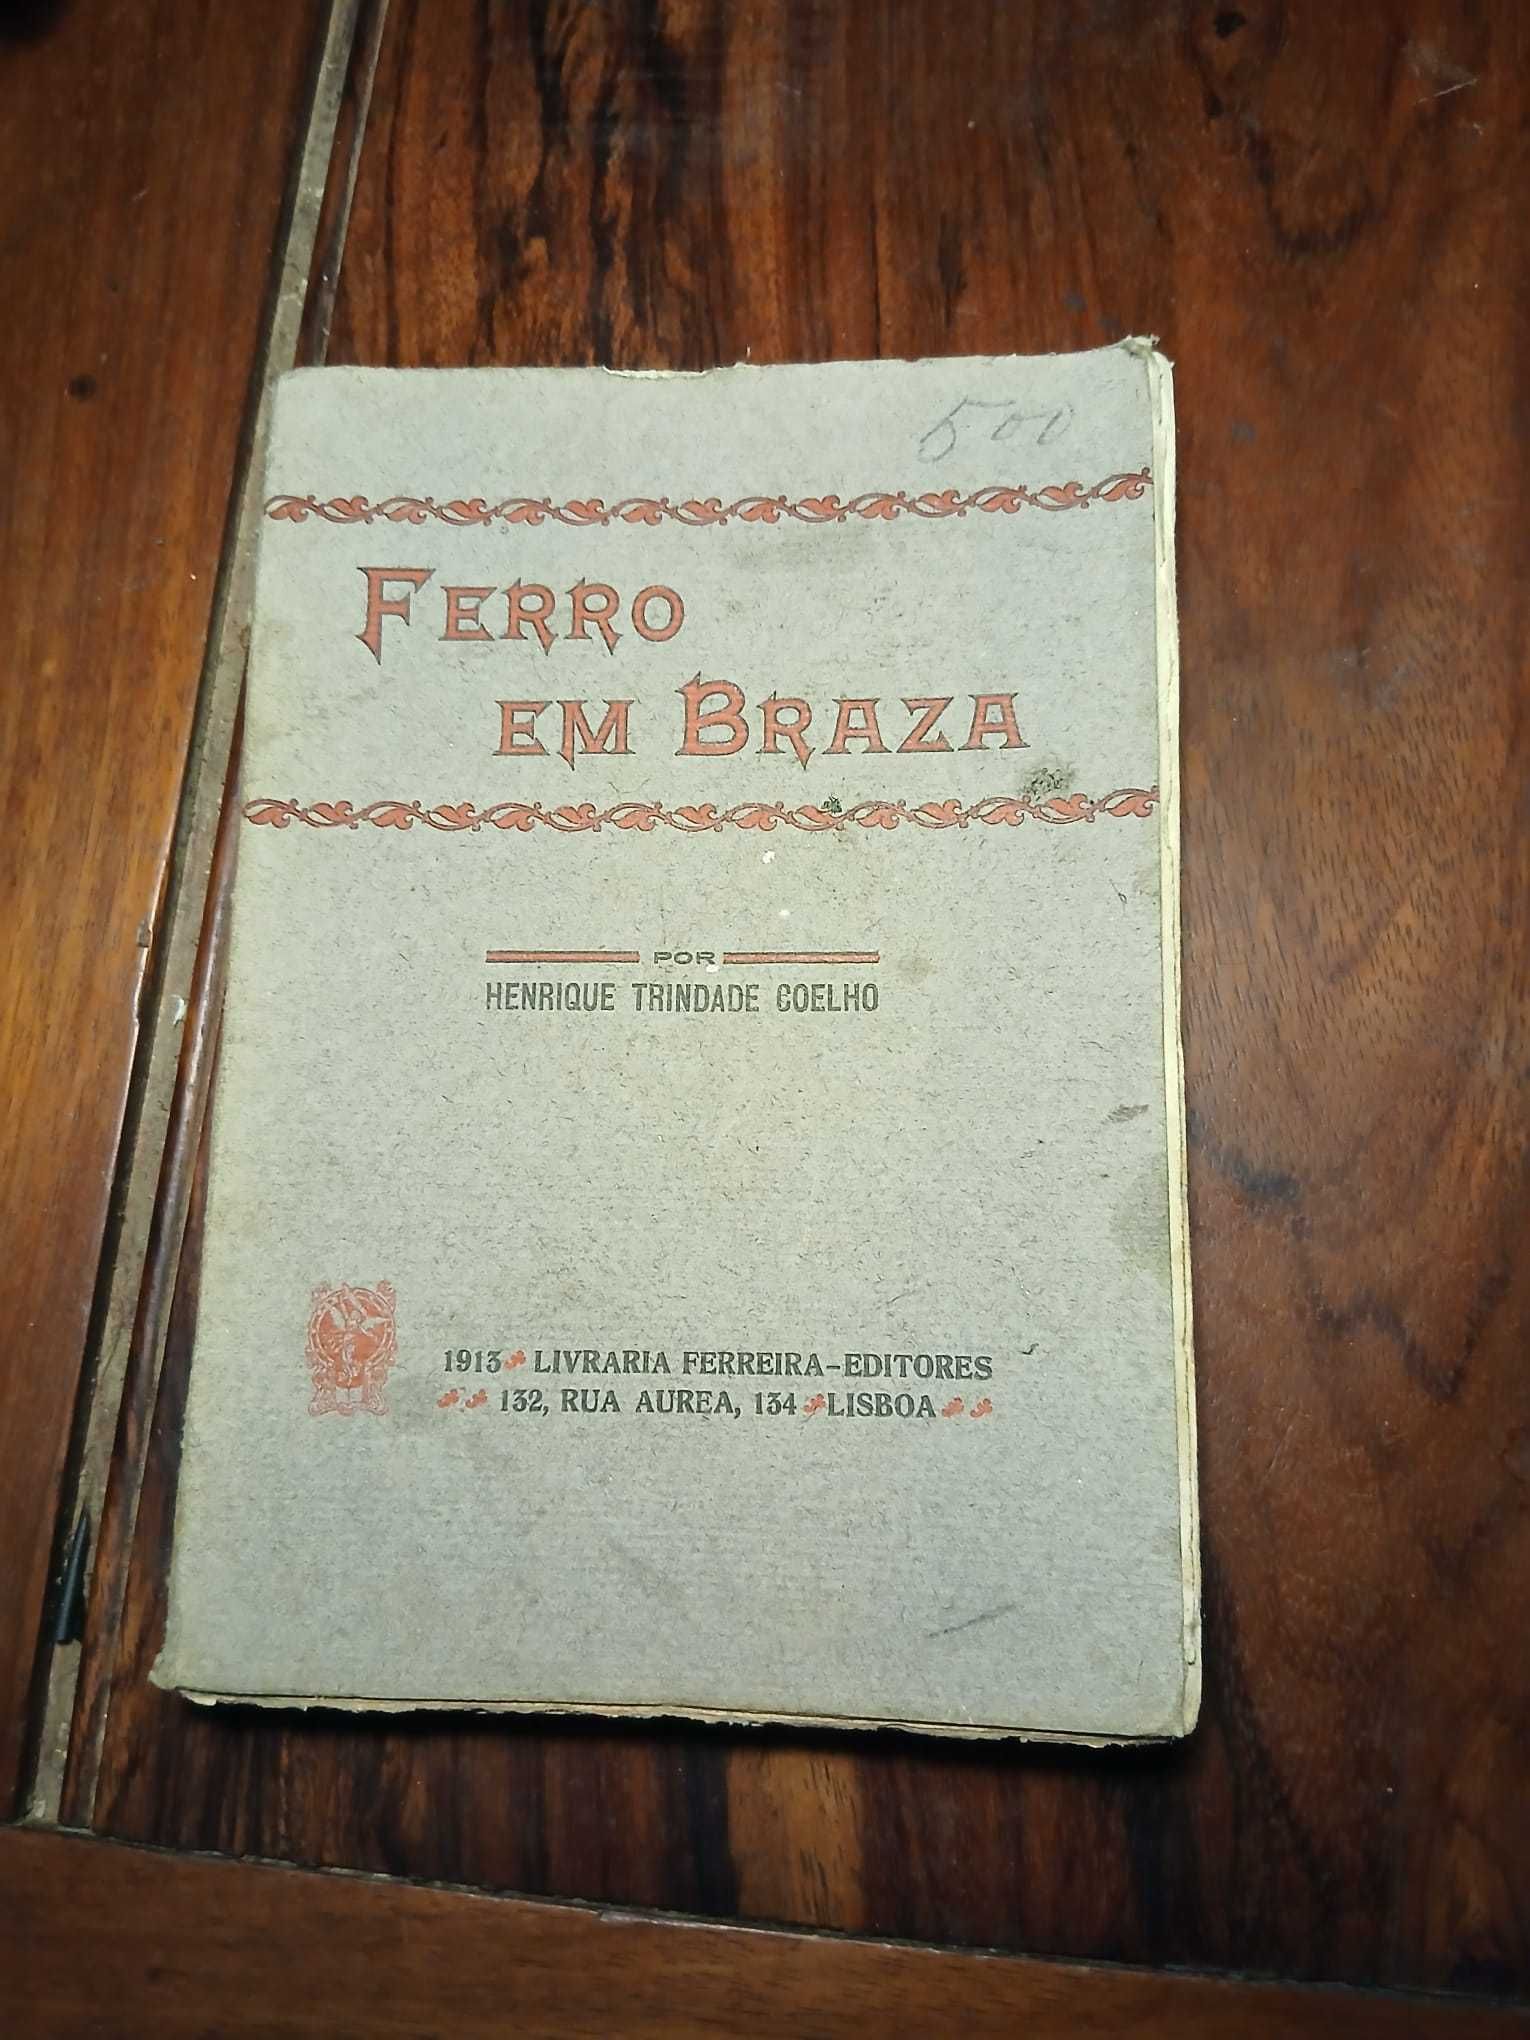 500
FERRO
EM BRAZA
POR
HENRIQUE TRINDADE COELHO
1913 LIVRARIA FERREIRA-EDITORES
132, RUA AUREA, 134 LISBOA